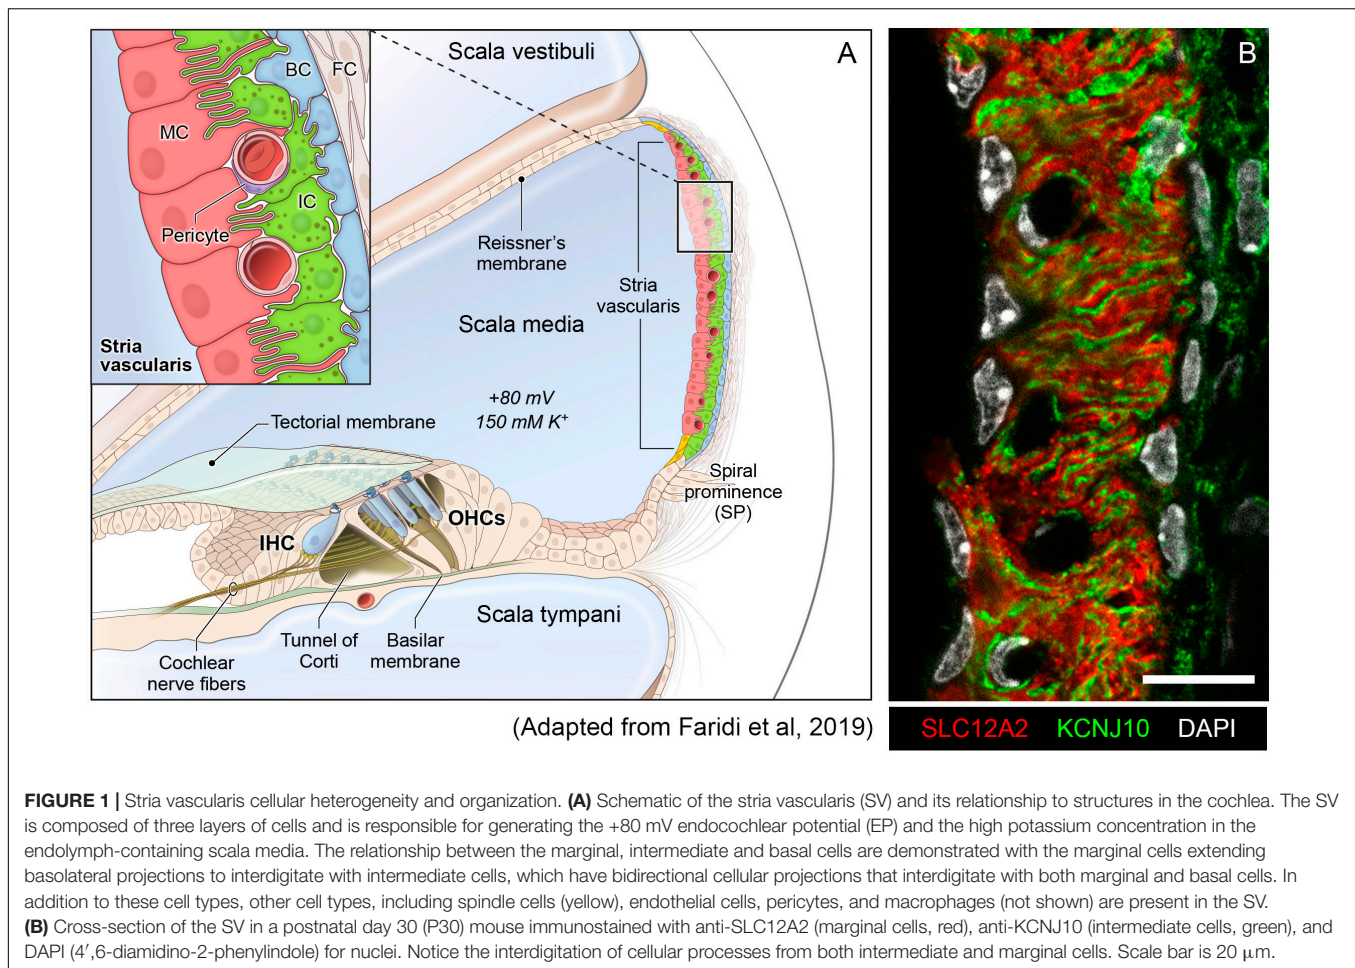 Scala vestibuli
A
B
BC
FC
MC
IC
Pericyte
Stria
vascularis
Reissner's
membrane
Stria
vascularis
Scala media
+80 mV
150 mM K⁺
Tectorial membrane
Spiral
prominence
(SP)
OHCs
IHC
Scala tympani
Tunnel of
Corti
Basilar
membrane
Cochlear
nerve fibers
(Adapted from Faridi et al, 2019)
SLC12A2 KCNJ10 DAPI
FIGURE 1 | Stria vascularis cellular heterogeneity and organization. (A) Schematic of the stria vascularis (SV) and its relationship to structures in the cochlea. The SV
is composed of three layers of cells and is responsible for generating the +80 mV endocochlear potential (EP) and the high potassium concentration in the
endolymph-containing scala media. The relationship between the marginal, intermediate and basal cells are demonstrated with the marginal cells extending
basolateral projections to interdigitate with intermediate cells, which have bidirectional cellular projections that interdigitate with both marginal and basal cells. In
addition to these cell types, other cell types, including spindle cells (yellow), endothelial cells, pericytes, and macrophages (not shown) are present in the SV.
(B) Cross-section of the SV in a postnatal day 30 (P30) mouse immunostained with anti-SLC12A2 (marginal cells, red), anti-KCNJ10 (intermediate cells, green), and
DAPI (4′,6-diamidino-2-phenylindole) for nuclei. Notice the interdigitation of cellular processes from both intermediate and marginal cells. Scale bar is 20 μm.